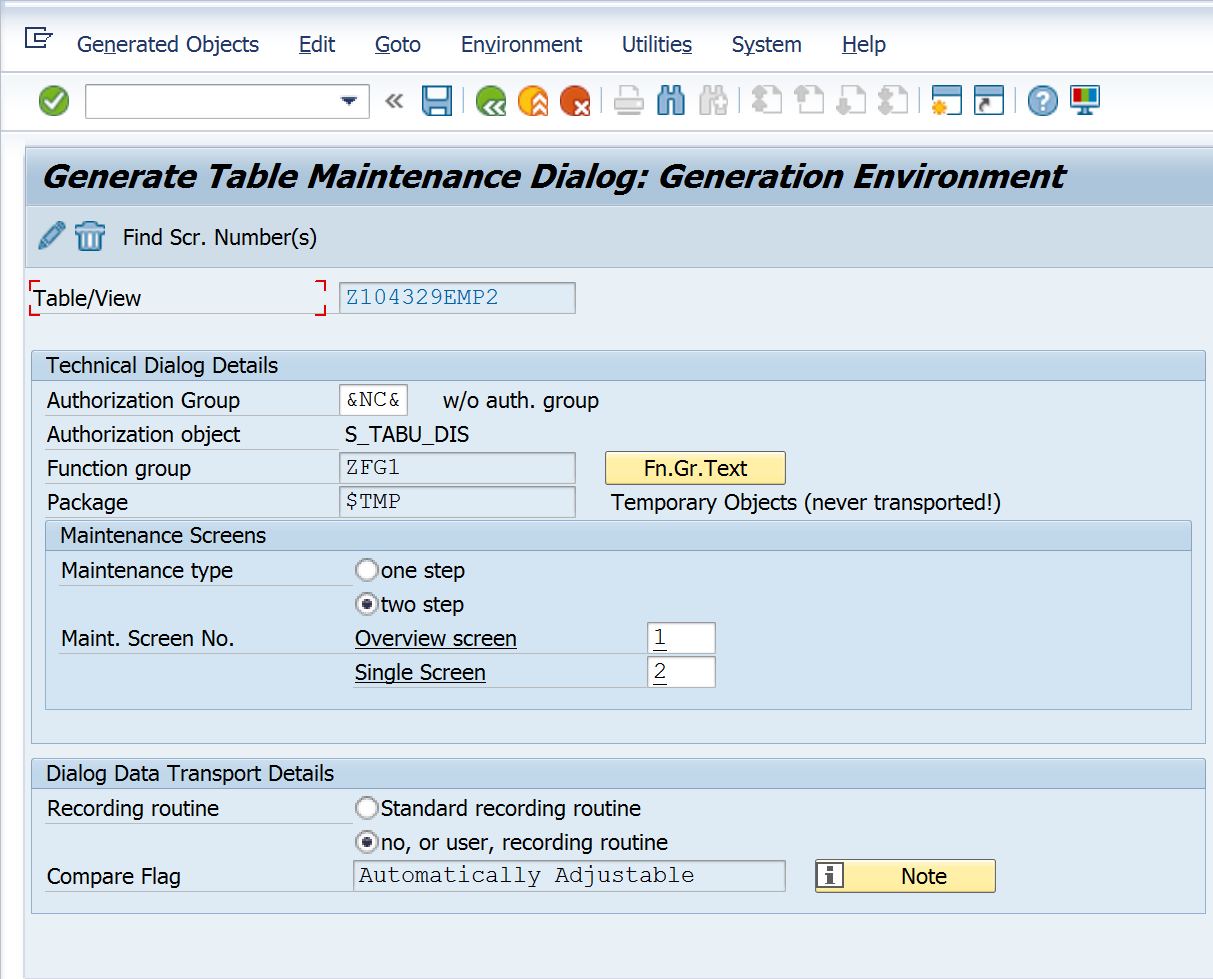 Generated Objects Edit Goto Environment Utilities System Help
Generate Table Maintenance Dialog: Generation Environment
Find Scr. Number(s)
Table/View Z104329EMP2
Technical Dialog Details
Authorization Group &NC& w/o auth. group
Authorization object S_TABU_DIS
Function group ZFG1 Fn.Gr.Text
Package $TMP Temporary Objects (never transported!)
Maintenance Screens
Maintenance type one step
two step
Maint. Screen No. Overview screen 1
Single Screen 2
Dialog Data Transport Details
Recording routine Standard recording routine
no, or user, recording routine
Compare Flag Automatically Adjustable Note